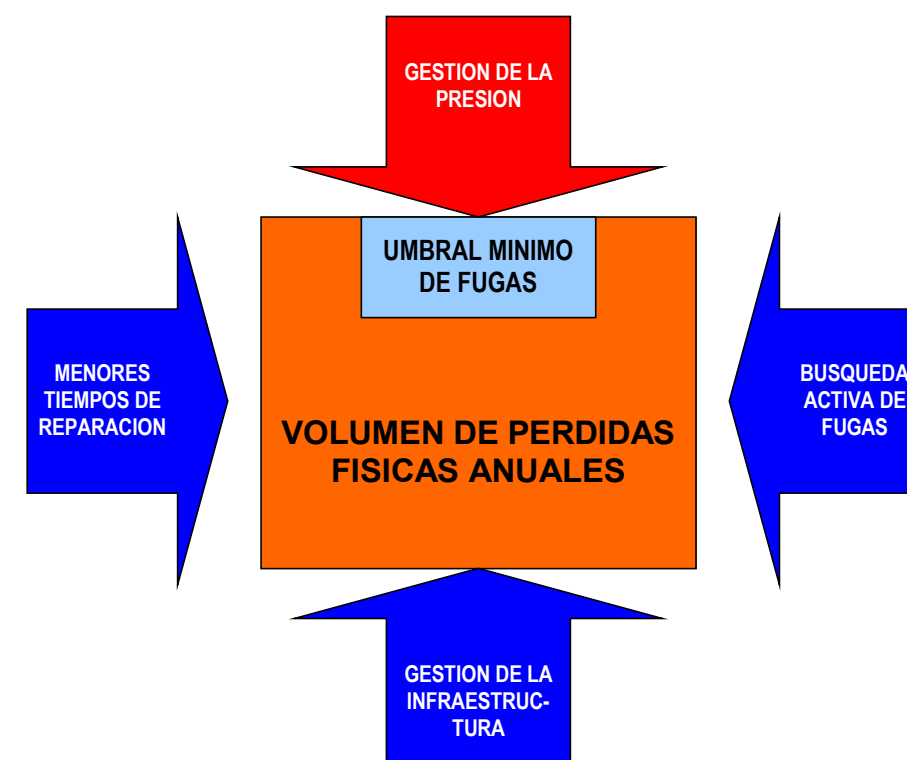 GESTION DE LA
PRESION
UMBRAL MINIMO
DE FUGAS
MENORES
TIEMPOS DE
REPARACION
VOLUMEN DE PERDIDAS
FISICAS ANUALES
BUSQUEDA
ACTIVA DE
FUGAS
GESTION DE LA
INFRAESTRUC-
TURA